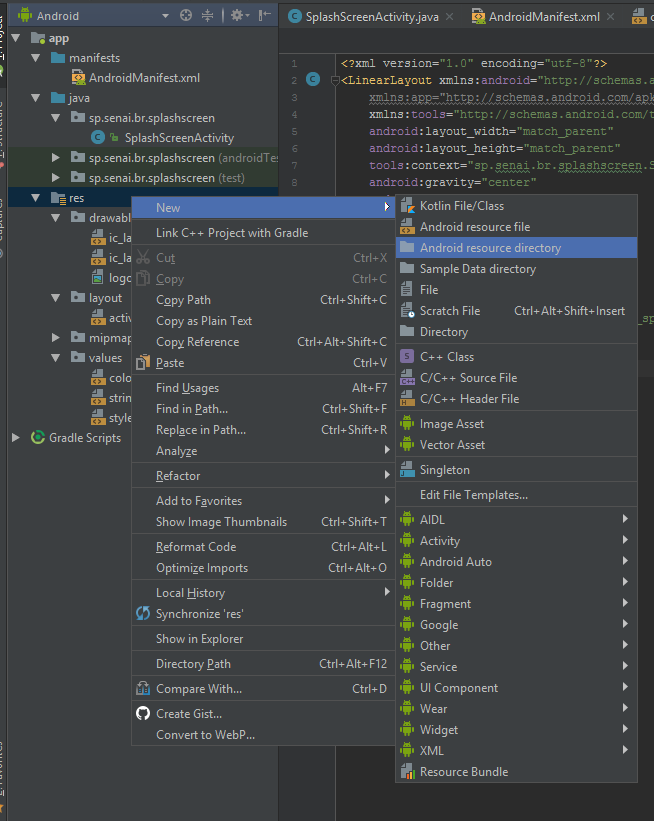 Android
SplashScreenActivity.java
AndroidManifest.xml
app
manifests
AndroidManifest.xml
java
sp.senai.br.splashscreen
SplashScreenActivity
sp.senai.br.splashscreen (androidTes
sp.senai.br.splashscreen (test)
res
drawabl
ic_la
ic_la
logo
layout
activ
mipmap
values
colo
strin
style
Gradle Scripts
1 <?xml version="1.0" encoding="utf-8"?>
2 <LinearLayout xmlns:android="http://schemas.a
3 xmlns:app="http://schemas.android.com/apk
4 xmlns:tools="http://schemas.android.com/t
5 android:layout_width="match_parent"
6 android:layout_height="match_parent"
7 tools:context="sp.senai.br.splashscreen.S
8 android:gravity="center"
New
Link C++ Project with Gradle
Cut Ctrl+X
Copy Ctrl+C
Copy Path Ctrl+Shift+C
Copy as Plain Text
Copy Reference Ctrl+Alt+Shift+C
Paste Ctrl+V
Find Usages Alt+F7
Find in Path... Ctrl+Shift+F
Replace in Path... Ctrl+Shift+R
Analyze
Refactor
Add to Favorites
Show Image Thumbnails Ctrl+Shift+T
Reformat Code Ctrl+Alt+L
Optimize Imports Ctrl+Alt+O
Local History
Synchronize 'res'
Show in Explorer
Directory Path Ctrl+Alt+F12
Compare With... Ctrl+D
Create Gist...
Convert to WebP...
Kotlin File/Class
Android resource file
Android resource directory
Sample Data directory
File
Scratch File Ctrl+Alt+Shift+Insert
Directory
C++ Class
C/C++ Source File
C/C++ Header File
Image Asset
Vector Asset
Singleton
Edit File Templates...
AIDL
Activity
Android Auto
Folder
Fragment
Google
Other
Service
UI Component
Wear
Widget
XML
Resource Bundle
_sp